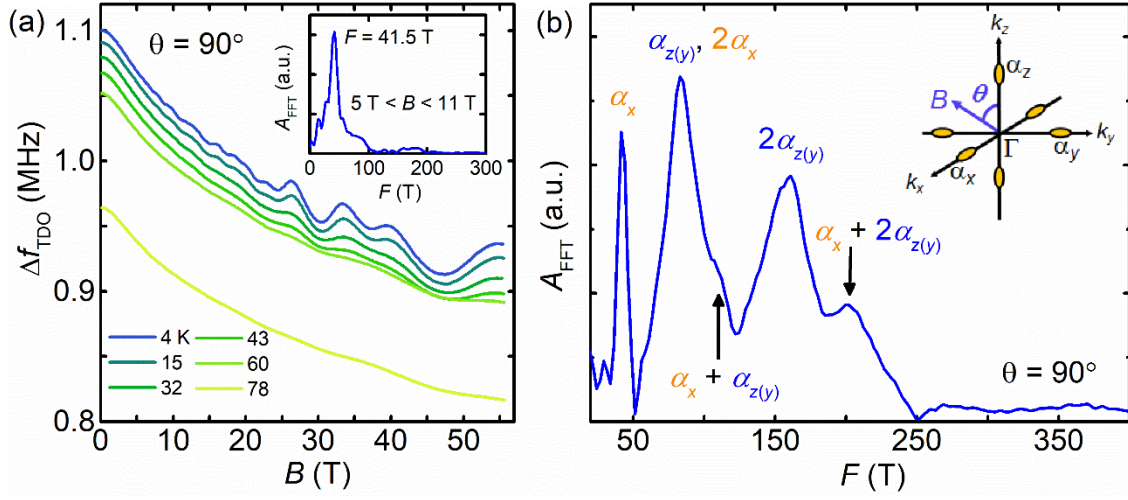 (a)
θ = 90°
1.1
1.0
0.9
0.8
Δf_TDO (MHz)
4 K
15
32
43
60
78
0
10
20
30
40
50
B (T)
F = 41.5 T
5 T < B < 11 T
A_FFT (a.u.)
0
100
200
300
F (T)
(b)
α_x
α_z(y), 2α_x
2α_z(y)
α_x + 2α_z(y)
α_x + α_z(y)
k_z
α_z
B
θ
k_y
Γ
α_y
k_x
α_x
A_FFT (a.u.)
θ = 90°
50
150
250
350
F (T)